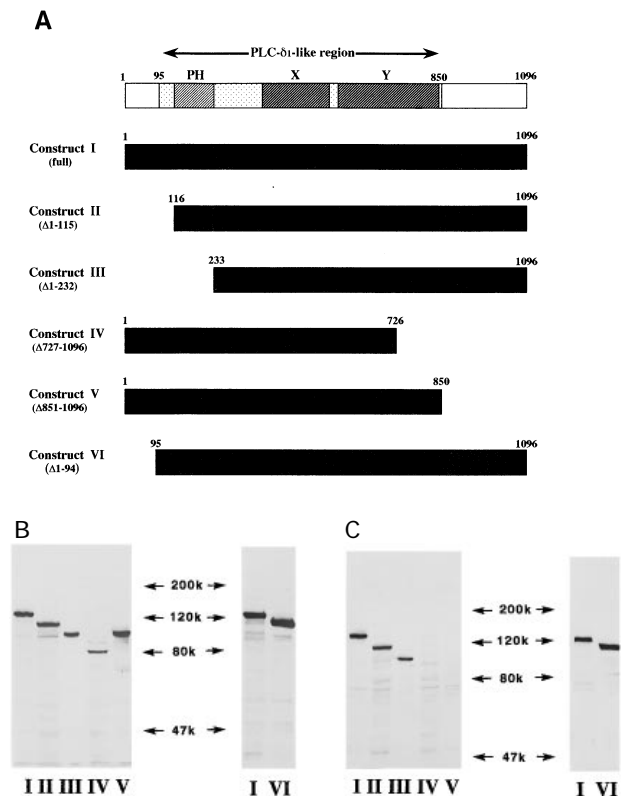 A
PLC-δ1-like region
1 95 PH X Y 850 1096
1 1096
Construct I
(full)
116 1096
Construct II
(Δ1-115)
233 1096
Construct III
(Δ1-232)
1 726
Construct IV
(Δ727-1096)
1 850
Construct V
(Δ851-1096)
95 1096
Construct VI
(Δ1-94)
B C
200k
120k
80k
47k
200k
120k
80k
47k
I II III IV V I VI I II III IV V I VI